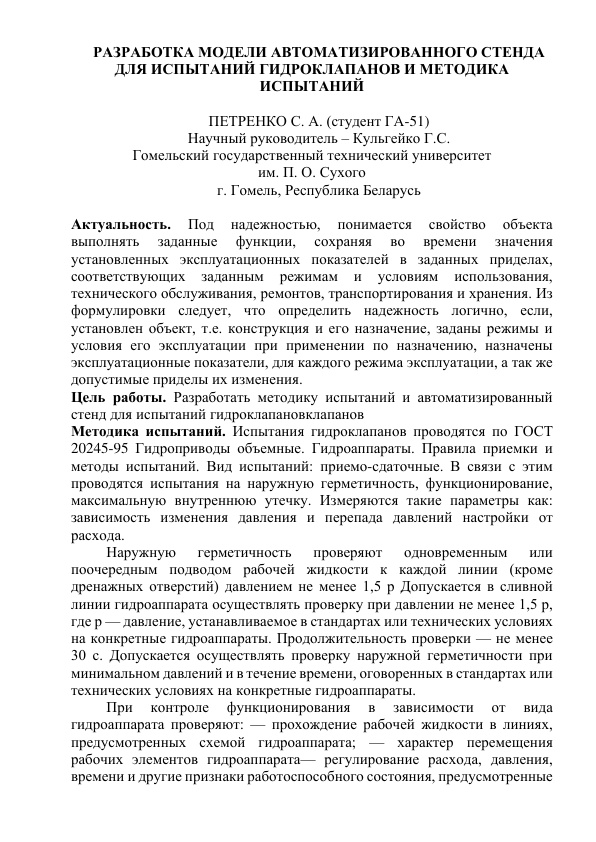 РАЗРАБОТКА МОДЕЛИ АВТОМАТИЗИРОВАННОГО СТЕНДА
ДЛЯ ИСПЫТАНИЙ ГИДРОКЛАПАНОВ И МЕТОДИКА
ИСПЫТАНИЙ
ПЕТРЕНКО С. А. (студент ГА-51)
Научный руководитель – Кульгейко Г.С.
Гомельский государственный технический университет
им. П. О. Сухого
г. Гомель, Республика Беларусь
Актуальность. Под надежностью, понимается свойство объекта
выполнять заданные функции, сохраняя во времени значения
установленных эксплуатационных показателей в заданных приделах,
соответствующих заданным режимам и условиям использования,
технического обслуживания, ремонтов, транспортирования и хранения. Из
формулировки следует, что определить надежность логично, если,
установлен объект, т.е. конструкция и его назначение, заданы режимы и
условия его эксплуатации при применении по назначению, назначены
эксплуатационные показатели, для каждого режима эксплуатации, а так же
допустимые приделы их изменения.
Цель работы. Разработать методику испытаний и автоматизированный
стенд для испытаний гидроклапановклапанов
Методика испытаний. Испытания гидроклапанов проводятся по ГОСТ
20245-95 Гидроприводы объемные. Гидроаппараты. Правила приемки и
методы испытаний. Вид испытаний: приемо-сдаточные. В связи с этим
проводятся испытания на наружную герметичность, функционирование,
максимальную внутреннюю утечку. Измеряются такие параметры как:
зависимость изменения давления и перепада давлений настройки от
расхода.
Наружную герметичность проверяют одновременным или
поочередным подводом рабочей жидкости к каждой линии (кроме
дренажных отверстий) давлением не менее 1,5 р Допускается в сливной
линии гидроаппарата осуществлять проверку при давлении не менее 1,5 р,
где р — давление, устанавливаемое в стандартах или технических условиях
на конкретные гидроаппараты. Продолжительность проверки — не менее
30 с. Допускается осуществлять проверку наружной герметичности при
минимальном давлений и в течение времени, оговоренных в стандартах или
технических условиях на конкретные гидроаппараты.
При контроле функционирования в зависимости от вида
гидроаппарата проверяют: — прохождение рабочей жидкости в линиях,
предусмотренных схемой гидроаппарата; — характер перемещения
рабочих элементов гидроаппарата— регулирование расхода, давления,
времени и другие признаки работоспособного состояния, предусмотренные